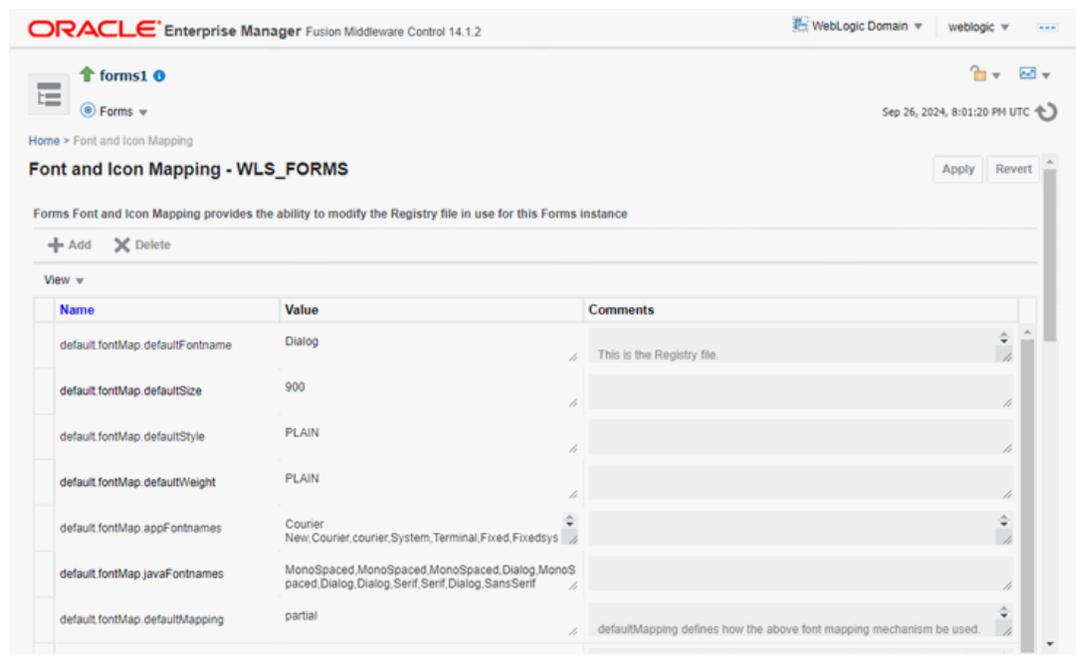 ORACLE Enterprise Manager Fusion Middleware Control 14.1.2
WebLogic Domain
weblogic
forms1
Forms
Sep 26, 2024, 8:01:20 PM UTC
Home > Font and Icon Mapping
Font and Icon Mapping - WLS_FORMS
Apply
Revert
Forms Font and Icon Mapping provides the ability to modify the Registry file in use for this Forms instance
Add
Delete
View
Name Value Comments
default.fontMap.defaultFontname Dialog This is the Registry file.
default.fontMap.defaultSize 900
default.fontMap.defaultStyle PLAIN
default.fontMap.defaultWeight PLAIN
default.fontMap.appFontnames Courier
New,Courier,courier,System,Terminal,Fixed,Fixedsys
default.fontMap.javaFontnames MonoSpaced,MonoSpaced,MonoSpaced,Dialog,MonoS
paced,Dialog,Dialog,Serif,Serif,Dialog,SansSerif
default.fontMap.defaultMapping partial defaultMapping defines how the above font mapping mechanism be used.